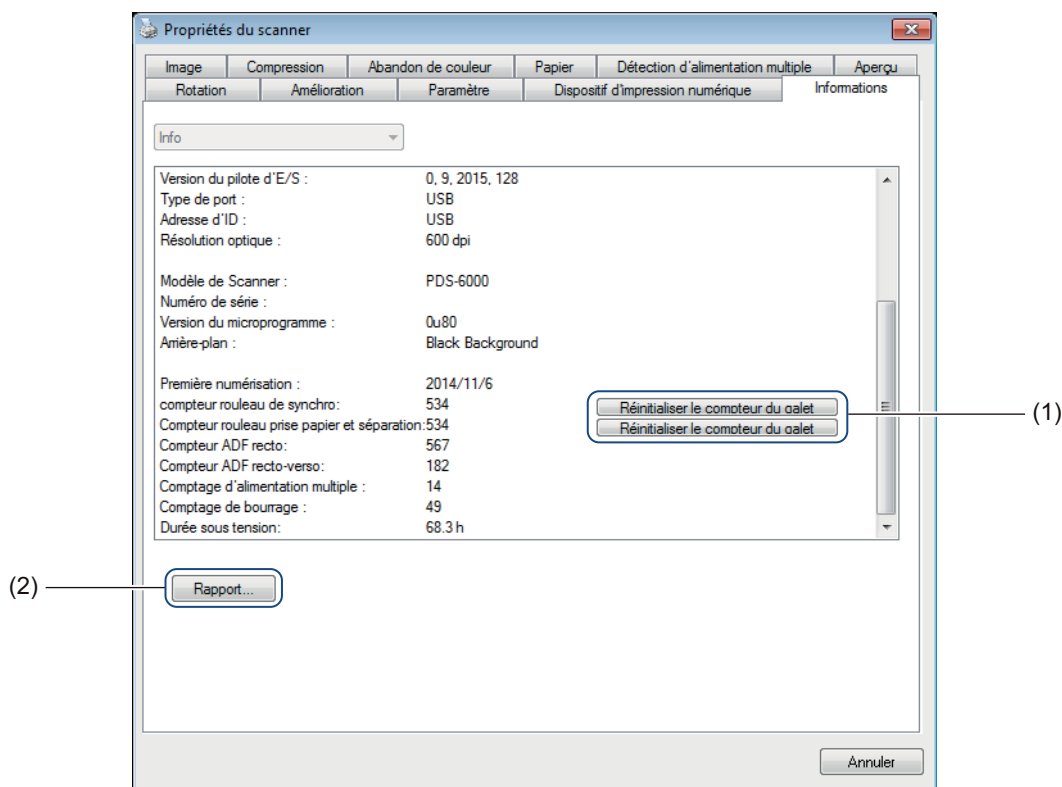 Propriétés du scanner
Image Compression Abandon de couleur Papier Détection d'alimentation multiple Aperçu
Rotation Amélioration Paramètre Dispositif d'impression numérique Informations
Info
Version du pilote d'E/S : 0, 9, 2015, 128
Type de port : USB
Adresse d'ID : USB
Résolution optique : 600 dpi
Modèle de Scanner : PDS-6000
Numéro de série :
Version du microprogramme : 0u80
Arrière-plan : Black Background
Première numérisation : 2014/11/6
compteur rouleau de synchro: 534 Réinitialiser le compteur du galet (1)
Compteur rouleau prise papier et séparation: 534 Réinitialiser le compteur du galet
Compteur ADF recto: 567
Compteur ADF recto-verso: 182
Comptage d'alimentation multiple : 14
Comptage de bourrage : 49
Durée sous tension: 68.3 h
(2) Rapport...
Annuler